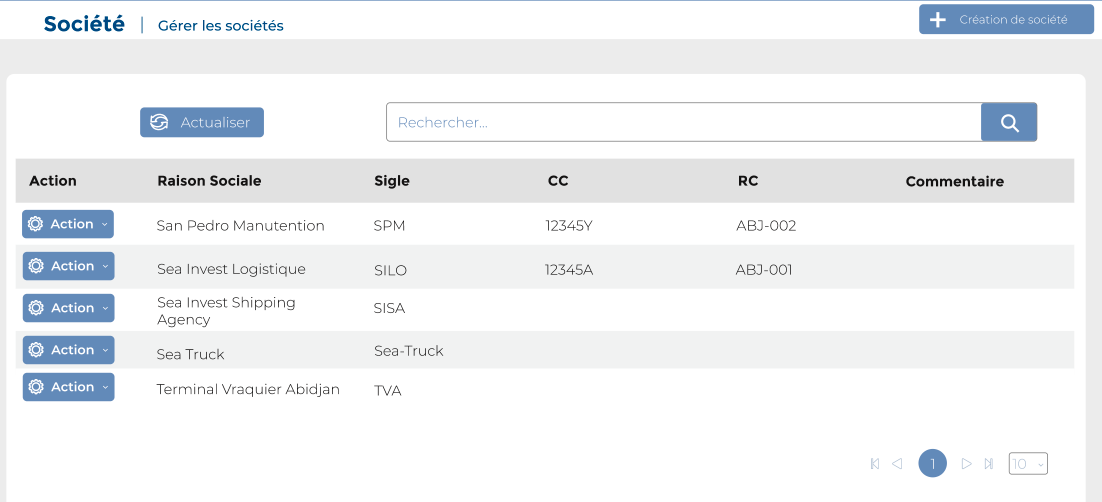 Société | Gérer les sociétés
Création de société
Actualiser
Rechercher...
Action Raison Sociale Sigle CC RC Commentaire
Action San Pedro Manutention SPM 12345Y ABJ-002
Action Sea Invest Logistique SILO 12345A ABJ-001
Action Sea Invest Shipping
Agency SISA
Action Sea Truck Sea-Truck
Action Terminal Vraquier Abidjan TVA
1 10